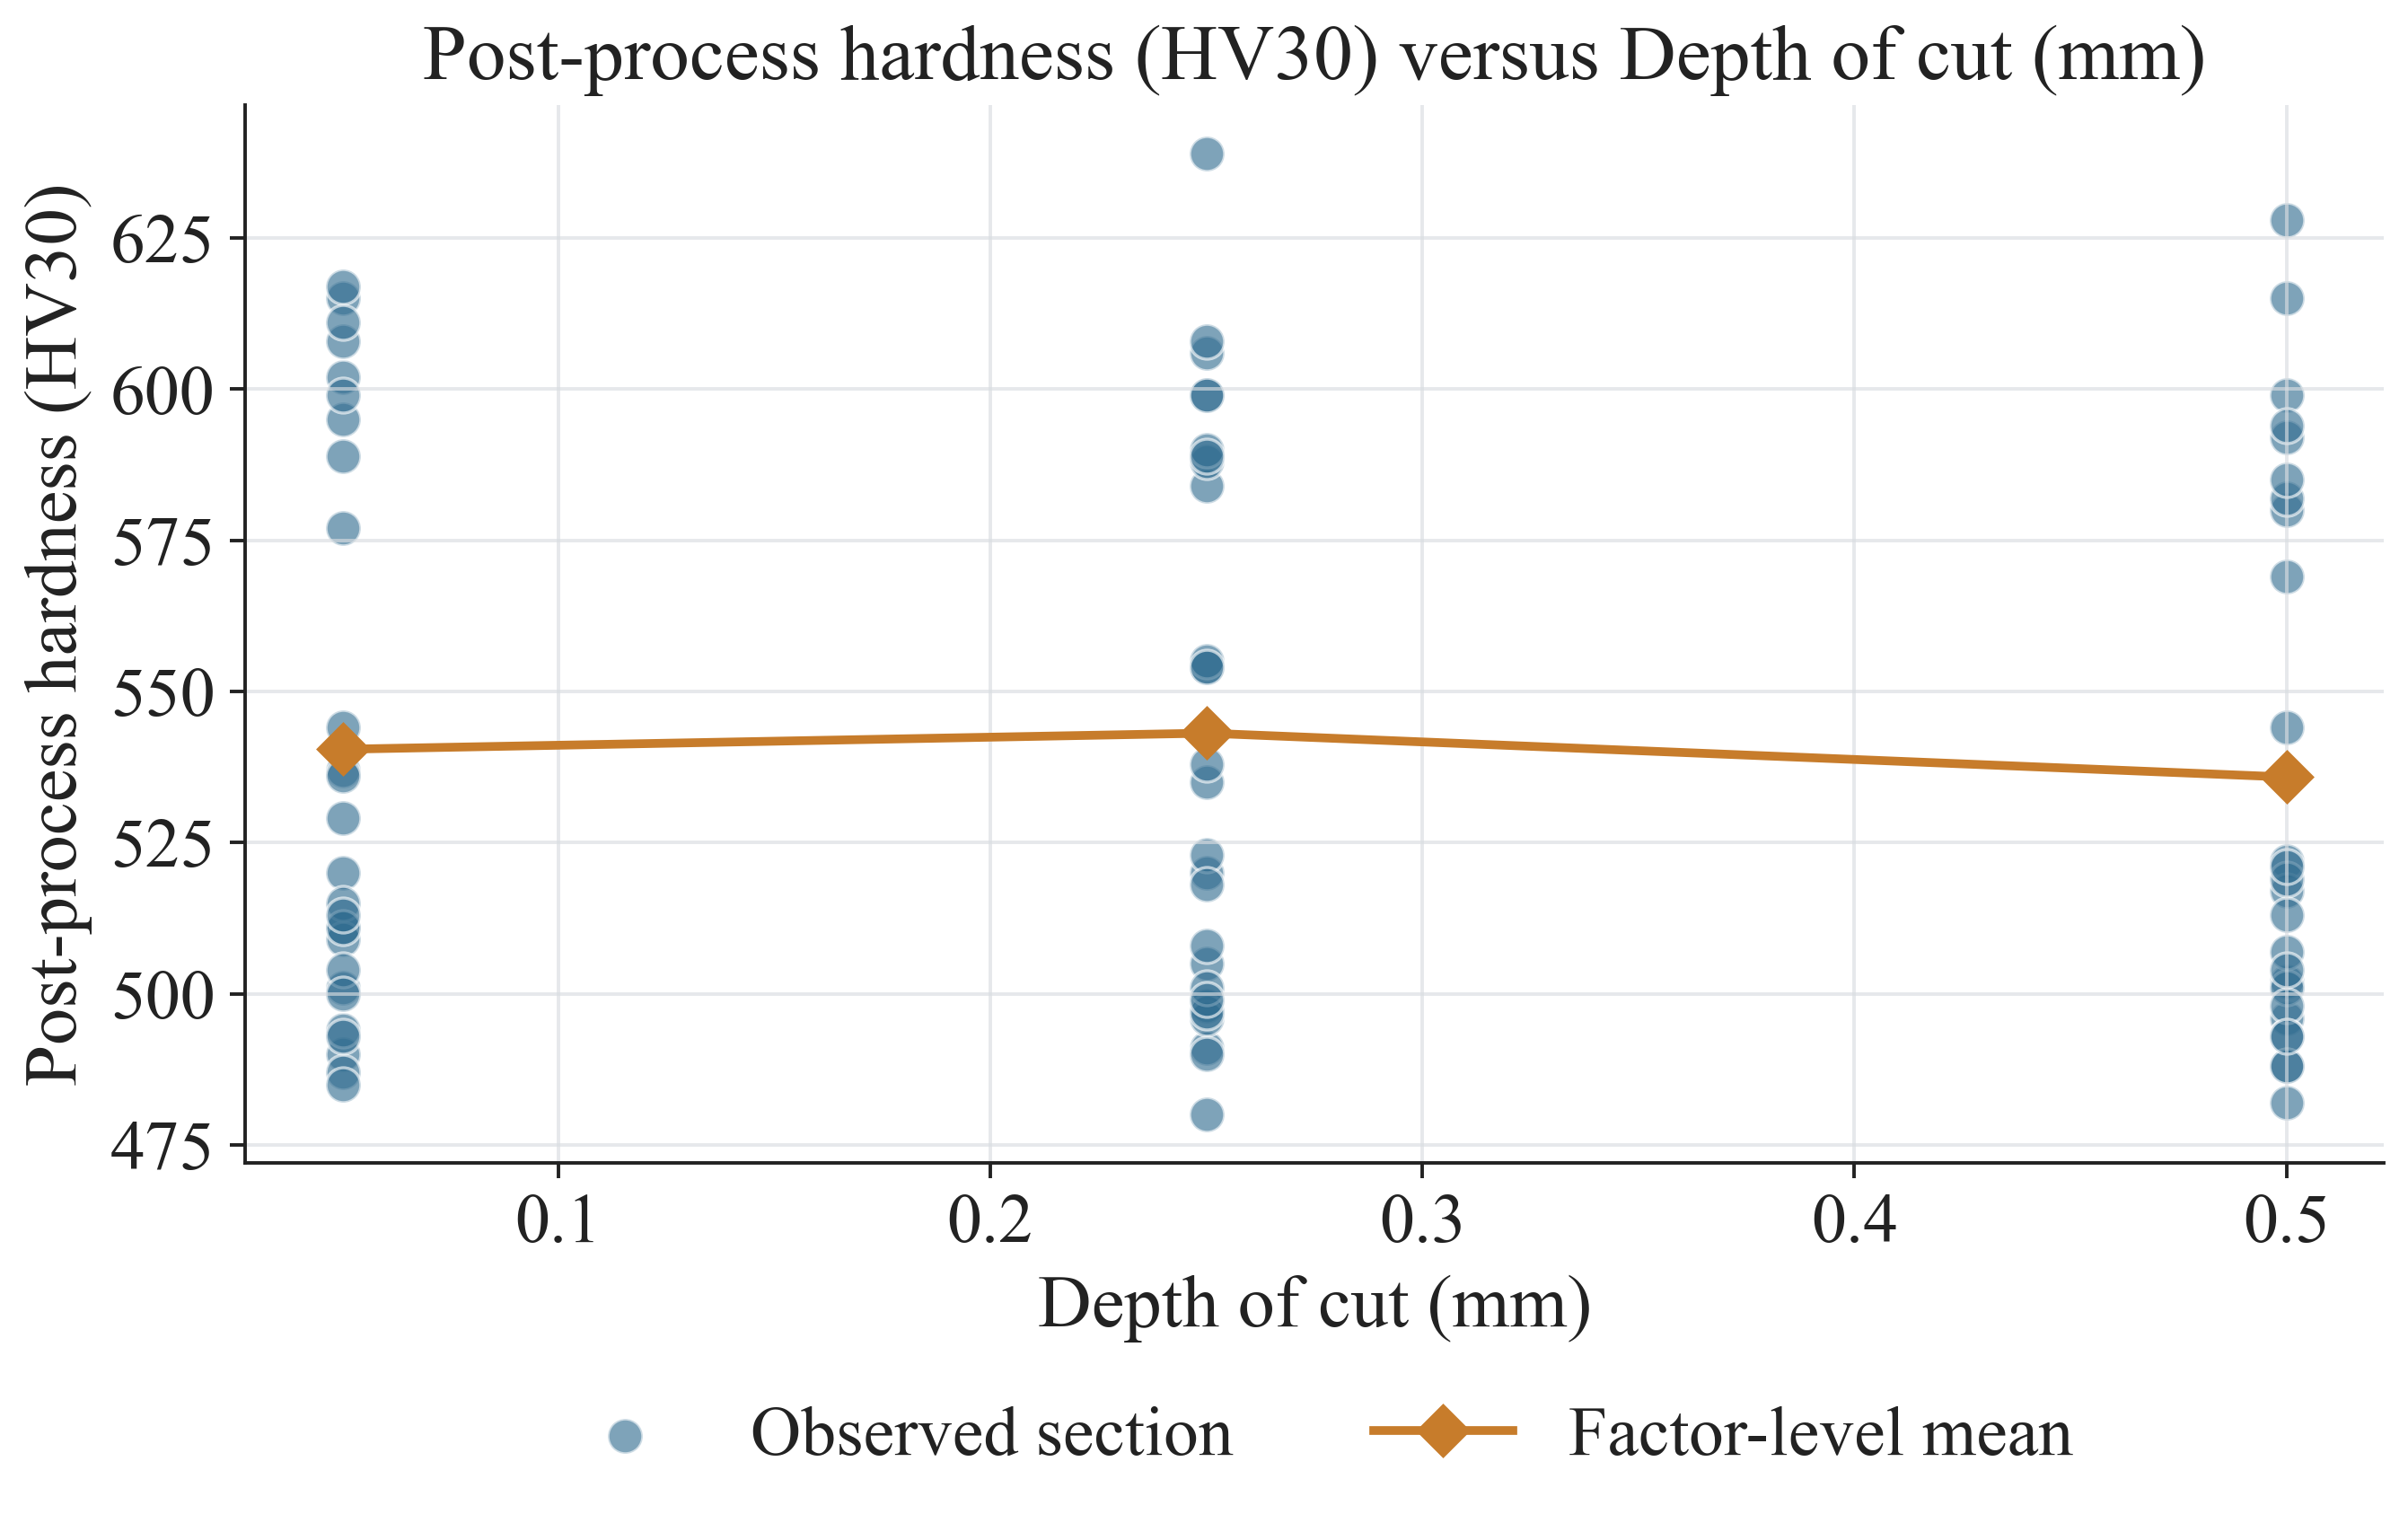 Post-process hardness (HV30) versus Depth of cut (mm)
Post-process hardness (HV30)
625
600
575
550
525
500
475
0.1
0.2
0.3
0.4
0.5
Depth of cut (mm)
Observed section
Factor-level mean